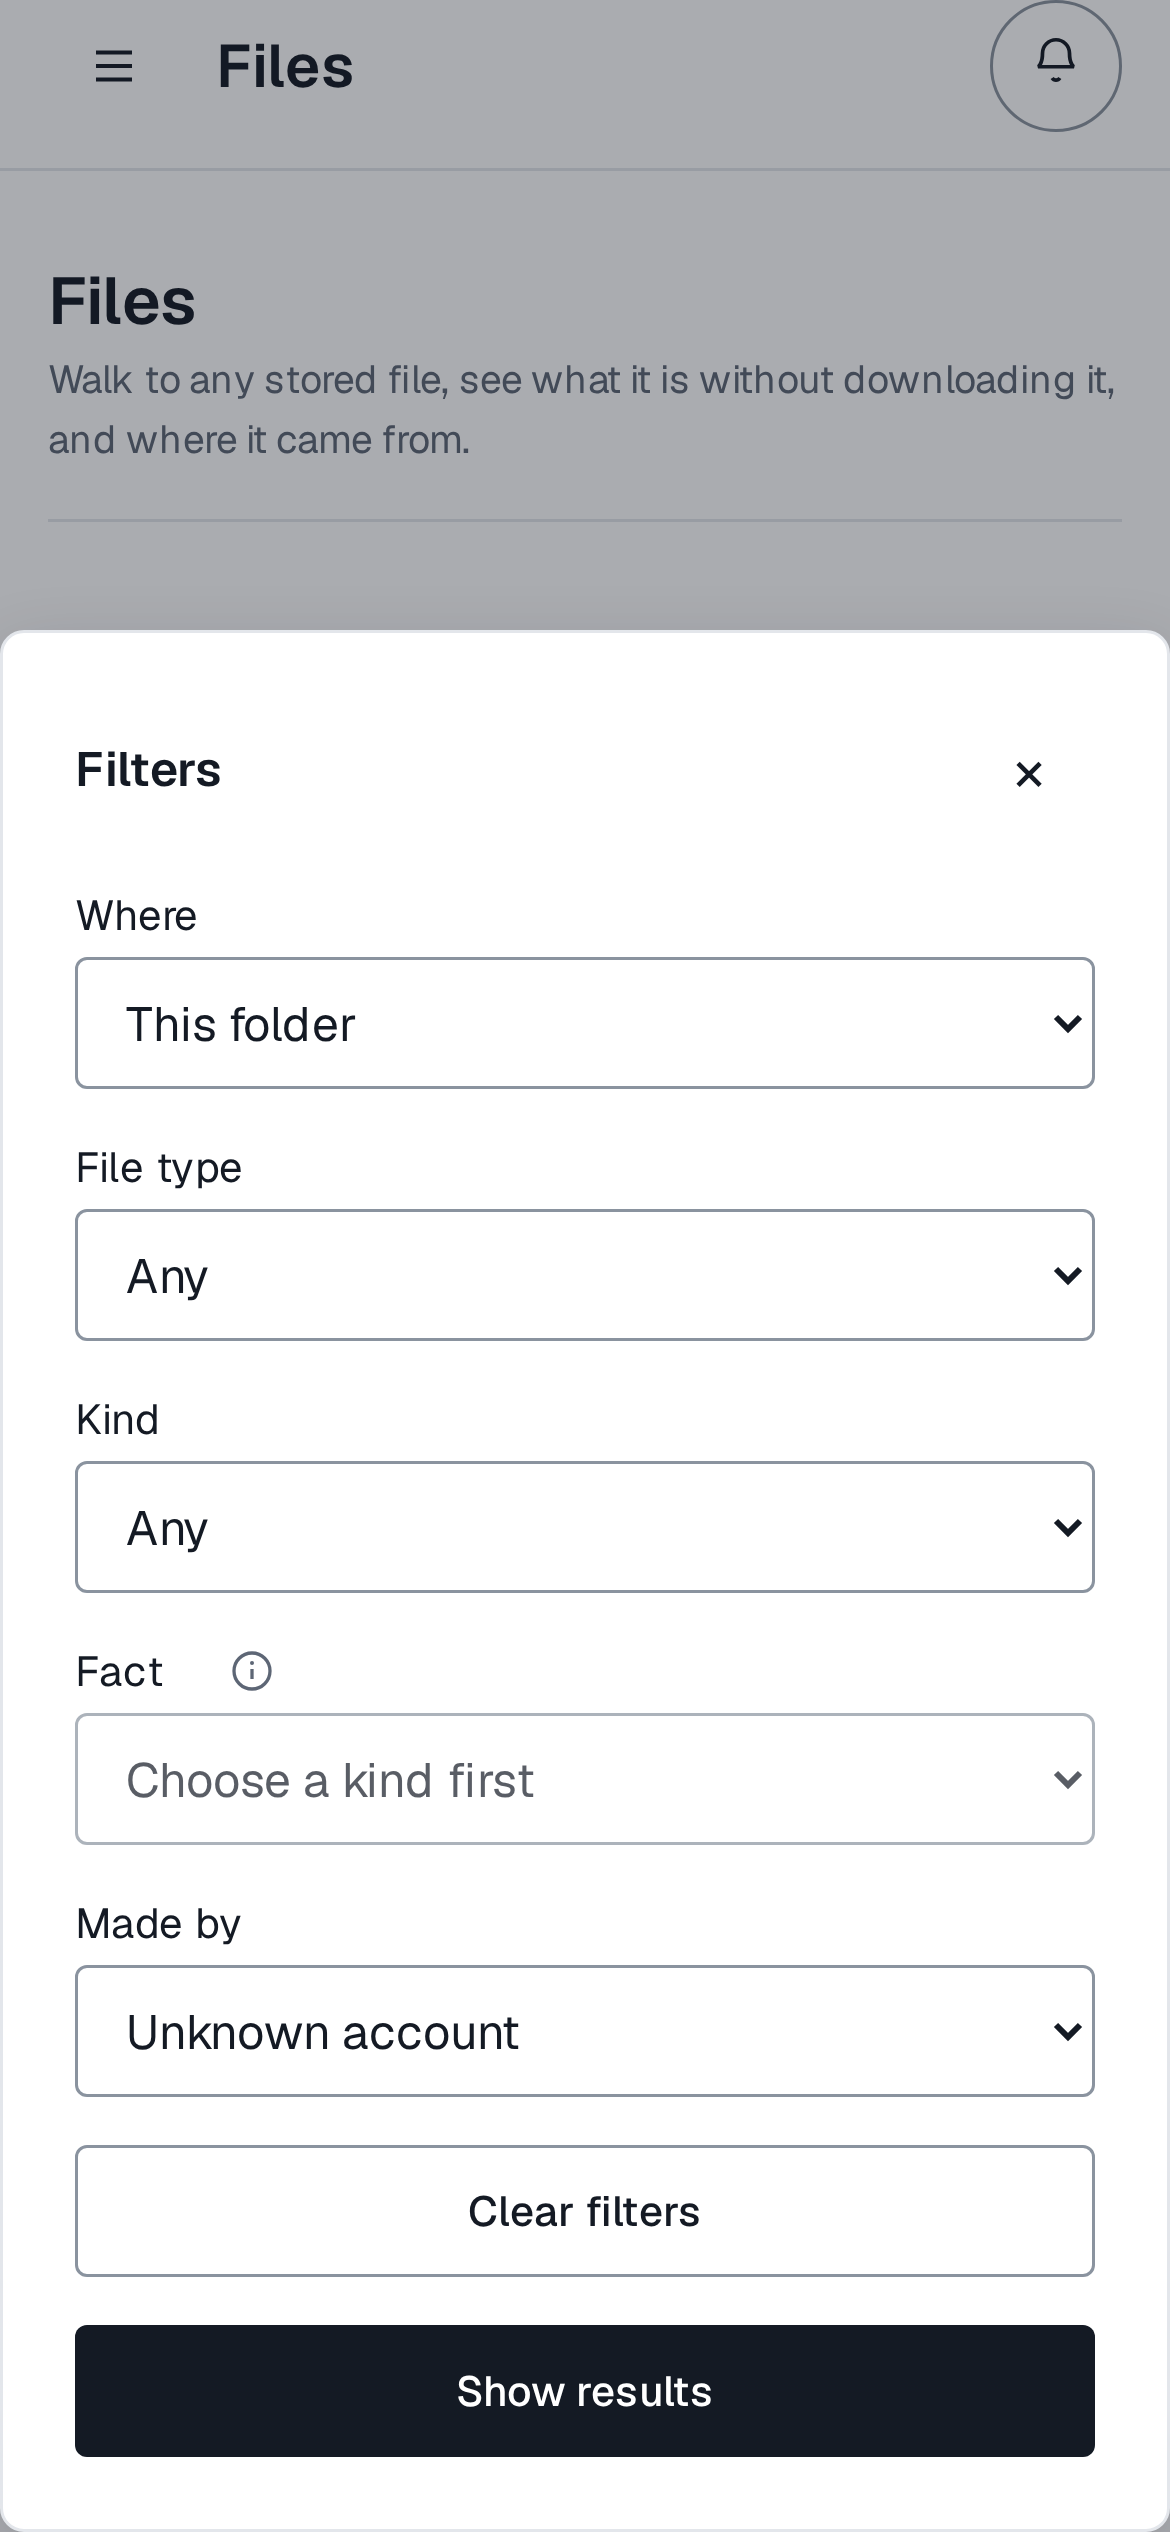 Files
Files
Walk to any stored file, see what it is without downloading it,
and where it came from.
Filters
Where
This folder
File type
Any
Kind
Any
Fact
Choose a kind first
Made by
Unknown account
Clear filters
Show results